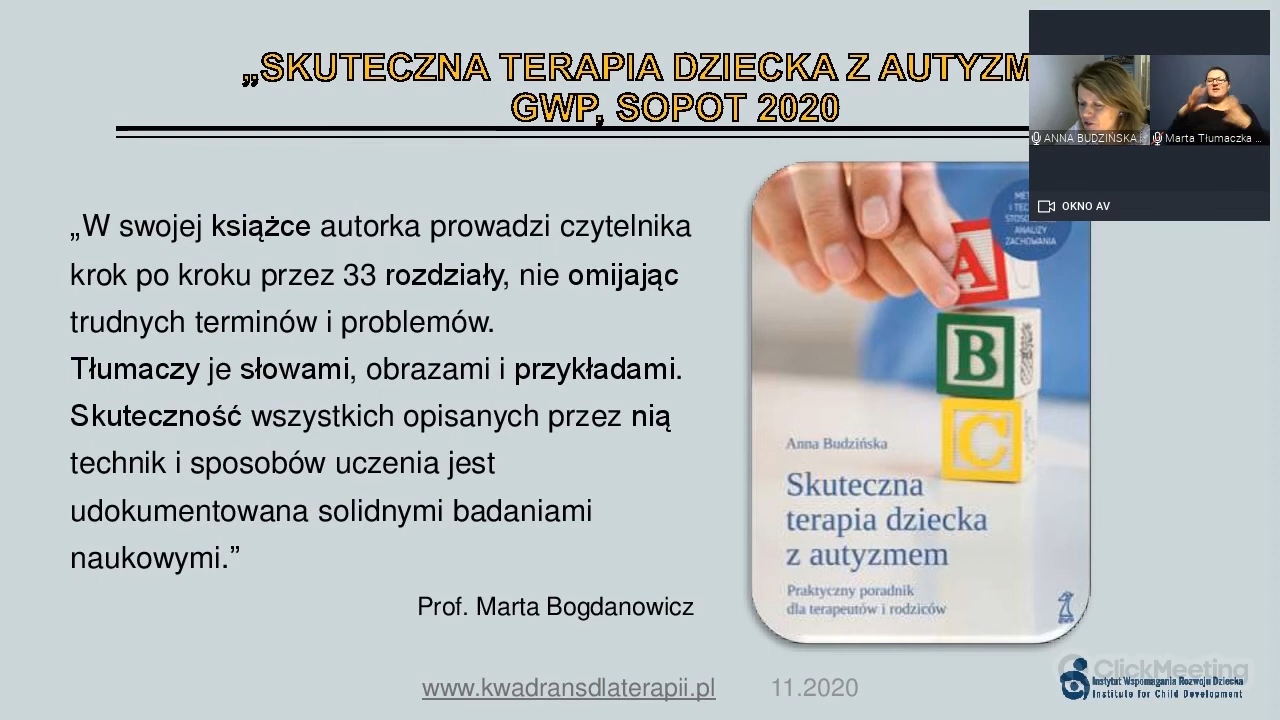 „SKUTECZNA TERAPIA DZIECKA Z AUTYZM
GWP, SOPOT 2020
ANNA BUDZIŃSKA
Marta Tłumaczka ...
OKNO AV
„W swojej książce autorka prowadzi czytelnika
krok po kroku przez 33 rozdziały, nie omijając
trudnych terminów i problemów.
Tłumaczy je słowami, obrazami i przykładami.
Skuteczność wszystkich opisanych przez nią
technik i sposobów uczenia jest
udokumentowana solidnymi badaniami
naukowymi.”
Prof. Marta Bogdanowicz
ANALIZY
ZACHOWANIA
A
B
C
Anna Budzińska
Skuteczna
terapia dziecka
z autyzmem
Praktyczny poradnik
dla terapeutów i rodziców
www.kwadransdlaterapii.pl
11.2020
ClickMeeting
Instytut Wspomagania Rozwoju Dziecka
Institute for Child Development